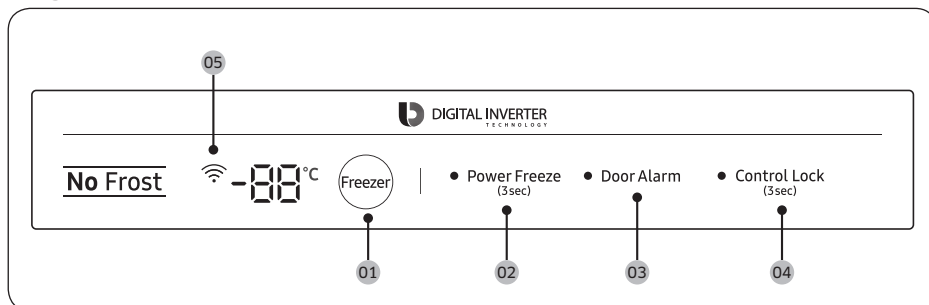 05
DIGITAL INVERTER
TECHNOLOGY
No Frost
-88°C
Freezer
Power Freeze
(3sec)
Door Alarm
Control Lock
(3sec)
01
02
03
04